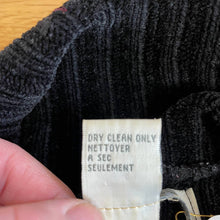 DRY CLEAN ONLY
NETTOYER
A SEC
SEULEMENT